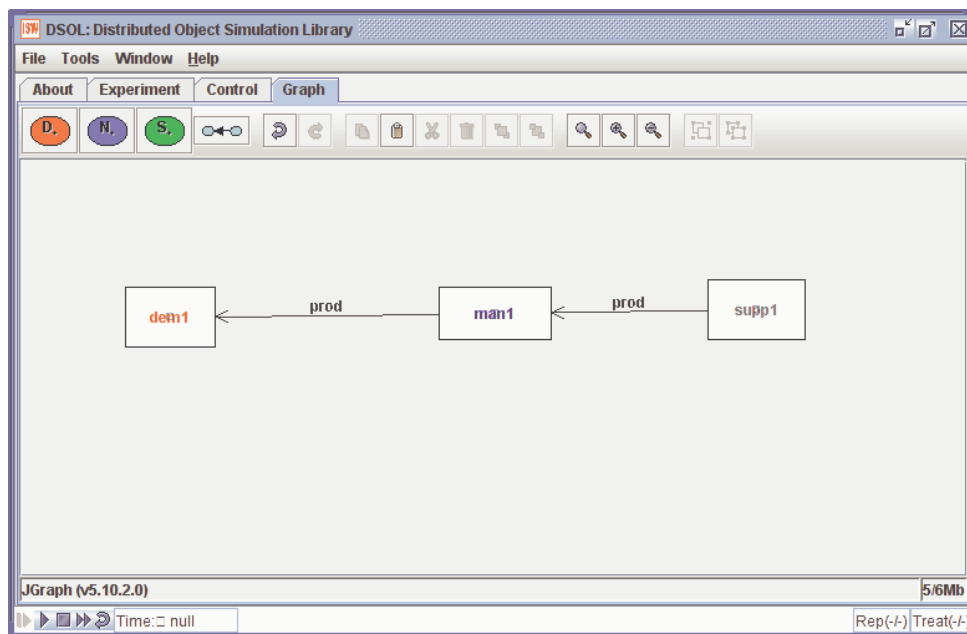 DSOL: Distributed Object Simulation Library
File Tools Window Help
About Experiment Control Graph
D+ N+ S+
prod prod
dem1 man1 supp1
JGraph (v5.10.2.0) 5/6Mb
Time:□ null Rep(-/-) Treat(-/-